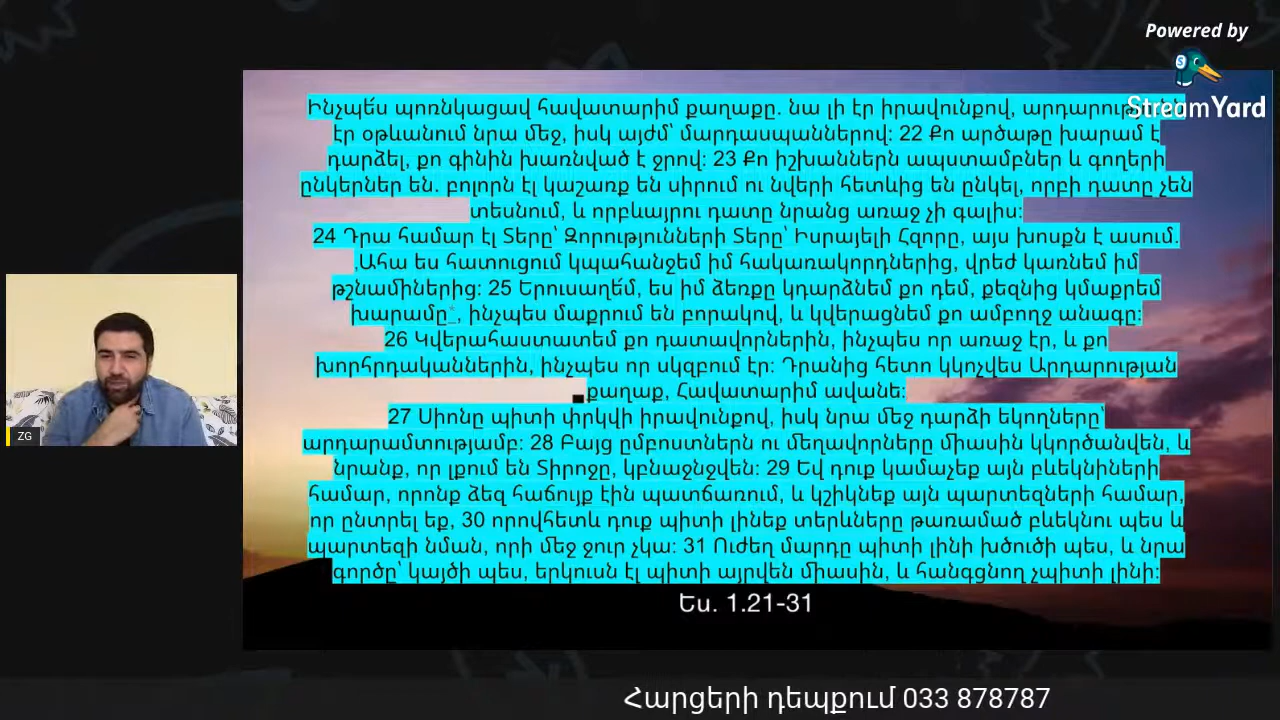 Powered by
StreamYard
Ինչպե՜ս պոռնկացավ հավատարիմ քաղաքը. նա լի էր իրավունքով,
էր օթևանում նրա մեջ, իսկ այժմ՝ մարդասպաններով: 22 Քո արծաթը խարամ է
դարձել, քո գինին խառնված է ջրով: 23 Քո իշխաններն ապստամբներ և գողերի
ընկերներ են. բոլորն էլ կաշառք են սիրում ու նվերի հետևից են ընկել, որբի դատը չեն
տեսնում, և որբևայրու դատը նրանց առաջ չի գալիս:
24 Դրա համար էլ Տերը՝ Զորությունների Տերը՝ Իսրայելի Հզորը, այս խոսքն է ասում.
‚Ահա ես հատուցում կպահանջեմ իմ հակառակորդներից, վրեժ կառնեմ իմ
թշնամիներից: 25 Երուսաղե՜մ, ես իմ ձեռքը կդարձնեմ քո դեմ, քեզնից կմաքրեմ
խարամը*, ինչպես մաքրում են բորակով, և կվերացնեմ քո ամբողջ անագը:
26 Կվերահաստատեմ քո դատավորներին, ինչպես որ առաջ էր, և քո
խորհրդականներին, ինչպես որ սկզբում էր: Դրանից հետո կկոչվես Արդարության
քաղաք, Հավատարիմ ավանե:
27 Սիոնը պիտի փրկվի իրավունքով, իսկ նրա մեջ դարձի եկողները՝
արդարամտությամբ: 28 Բայց ըմբոստներն ու մեղավորները միասին կկործանվեն, և
նրանք, որ լքում են Տիրոջը, կբնաջնջվեն: 29 Եվ դուք կամաչեք այն բևեկնիների
համար, որոնք ձեզ հաճույք էին պատճառում, և կշիկնեք այն պարտեզների համար,
որ ընտրել եք, 30 որովհետև դուք պիտի լինեք տերևները թառամած բևեկնու պես և
պարտեզի նման, որի մեջ ջուր չկա: 31 Ուժեղ մարդը պիտի լինի խծուծի պես, և նրա
գործը՝ կայծի պես, երկուսն էլ պիտի այրվեն միասին, և հանգցնող չպիտի լինի:
Ես. 1.21-31
ZG
Հարցերի դեպքում 033 878787